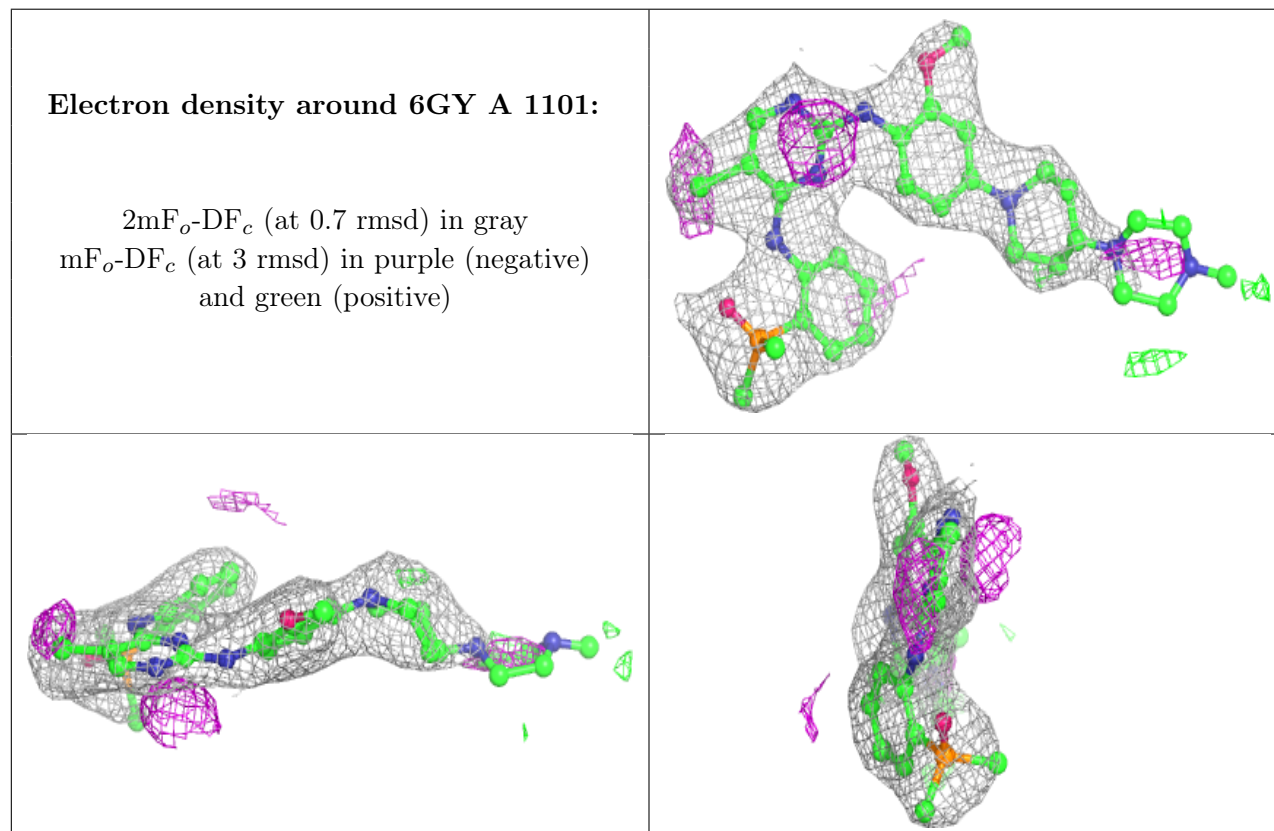 Electron density around 6GY A 1101:
2mFₒ-DF𝒸 (at 0.7 rmsd) in gray
mFₒ-DF𝒸 (at 3 rmsd) in purple (negative)
and green (positive)